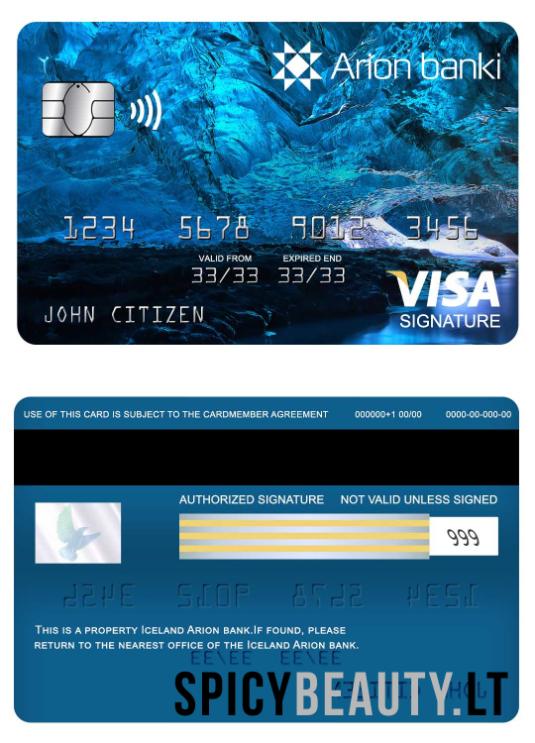 Arion banki
1234 5678 9012 3456
VALID FROM EXPIRED END
33/33 33/33
JOHN CITIZEN
VISA
SIGNATURE
USE OF THIS CARD IS SUBJECT TO THE CARDMEMBER AGREEMENT 000000+1 00/00 0000-00-000-00
AUTHORIZED SIGNATURE NOT VALID UNLESS SIGNED
999
THIS IS A PROPERTY ICELAND ARION BANK.IF FOUND, PLEASE
RETURN TO THE NEAREST OFFICE OF THE ICELAND ARION BANK.
SPICYBEAUTY.LT